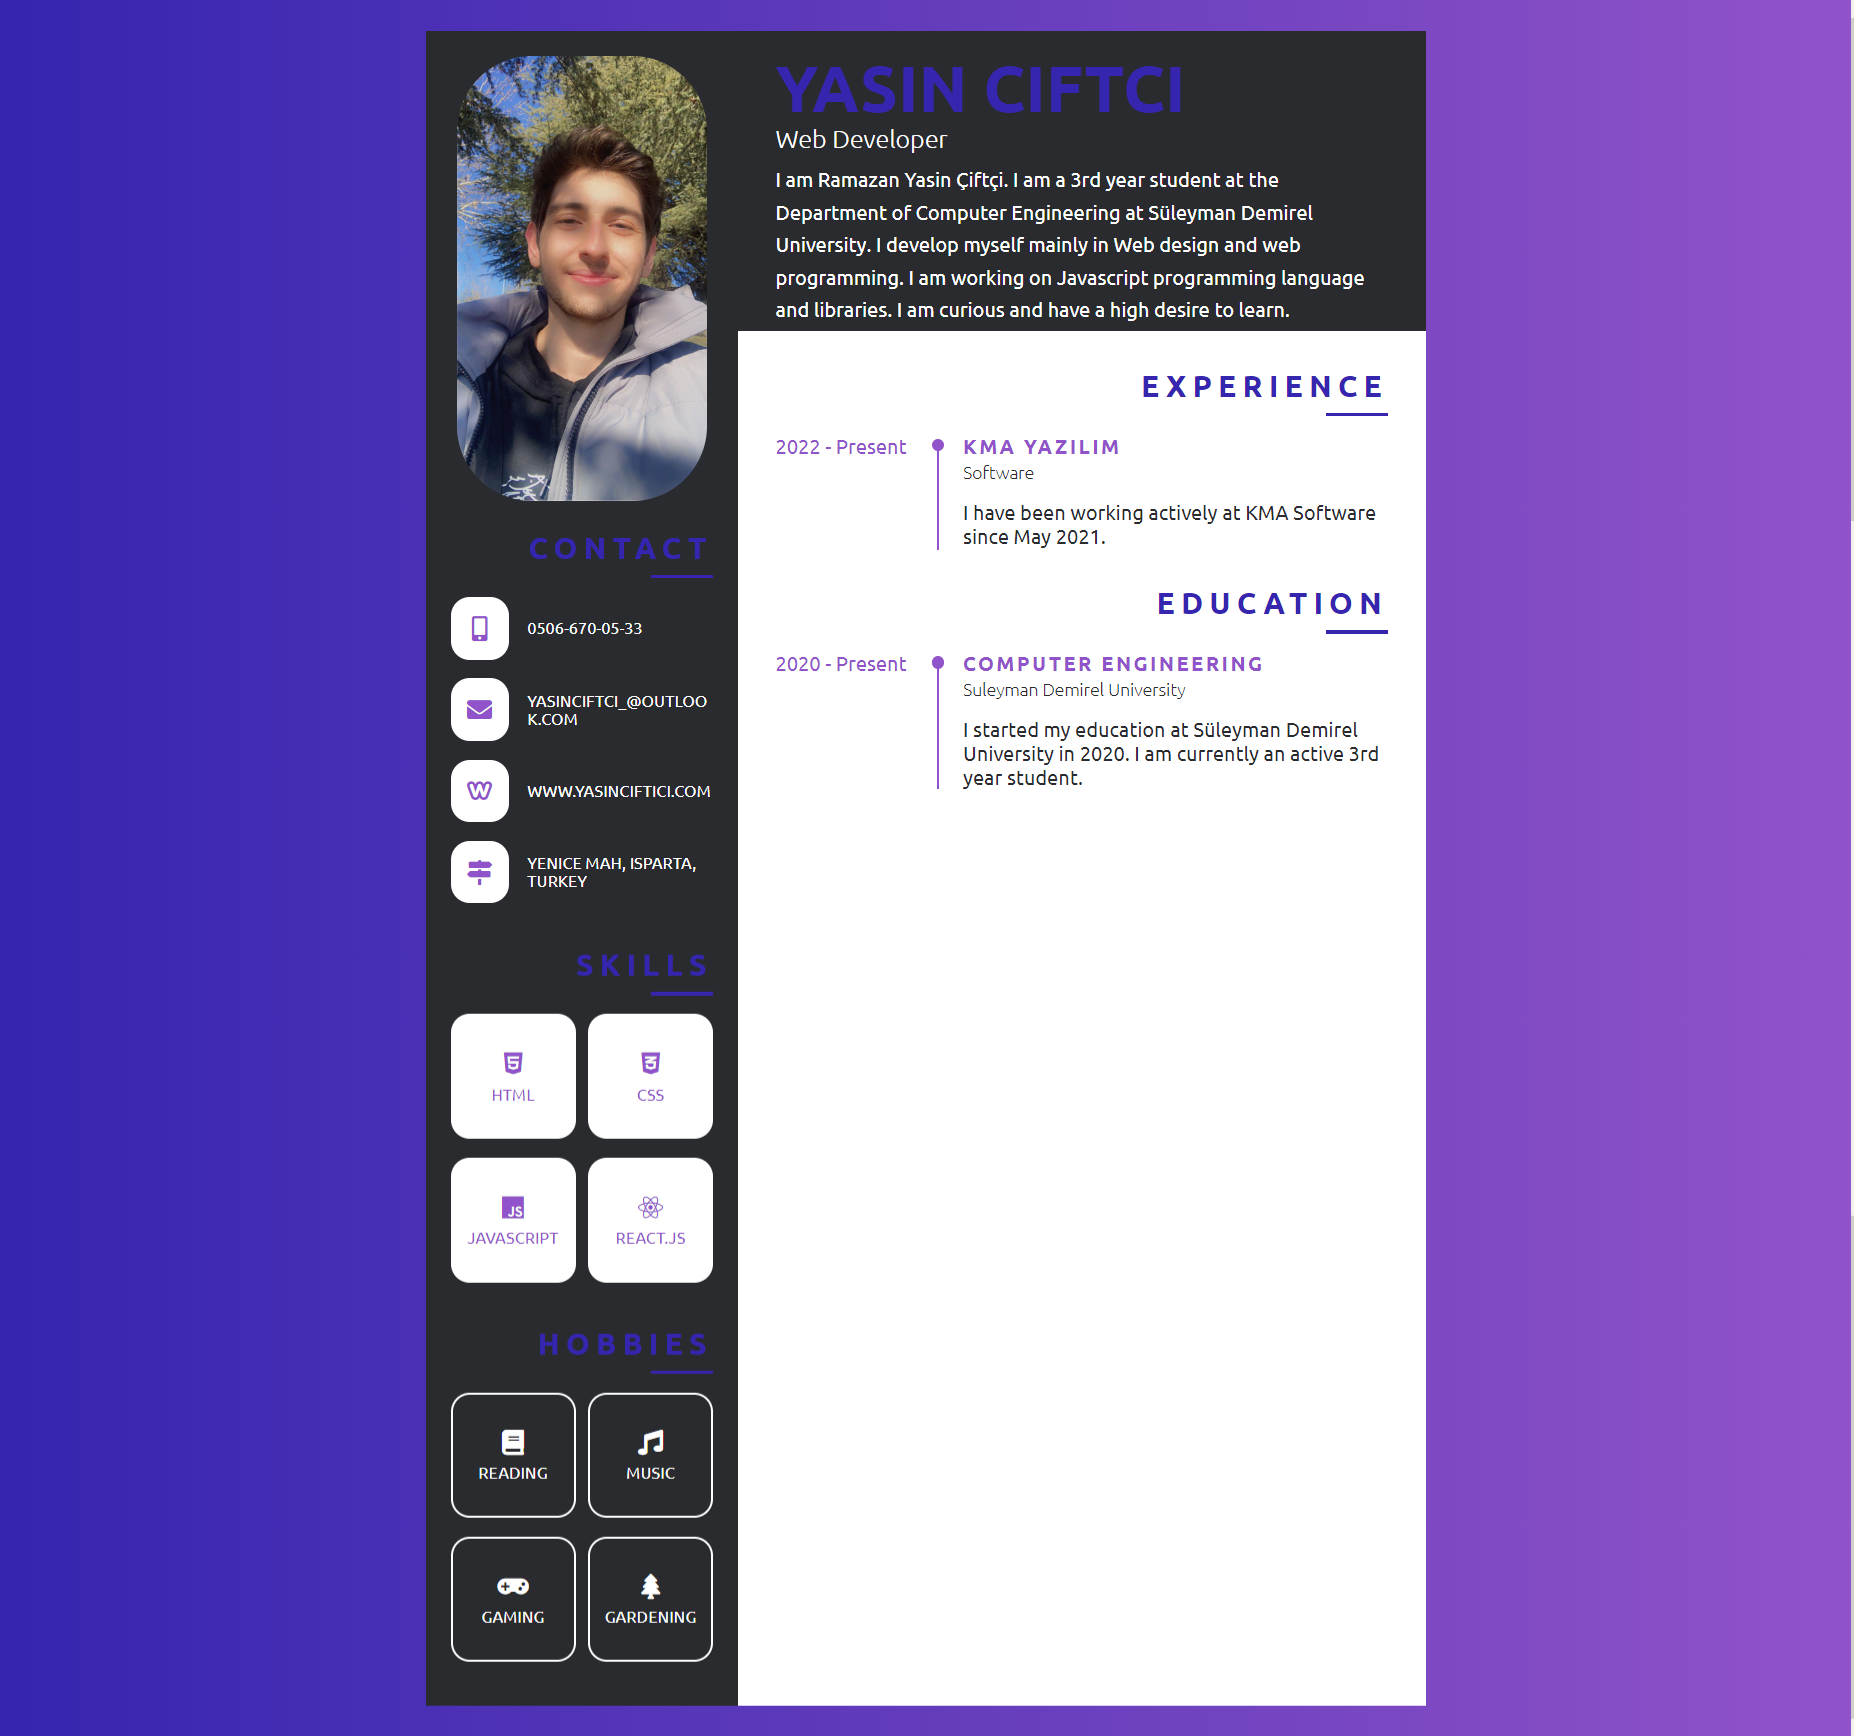 YASIN CIFTCI
Web Developer
I am Ramazan Yasin Çiftçi. I am a 3rd year student at the
Department of Computer Engineering at Süleyman Demirel
University. I develop myself mainly in Web design and web
programming. I am working on Javascript programming language
and libraries. I am curious and have a high desire to learn.
CONTACT
0506-670-05-33
YASINCIFTCI_@OUTLOO
K.COM
WWW.YASINCIFTICI.COM
YENICE MAH, ISPARTA,
TURKEY
SKILLS
HTML
CSS
JS
JAVASCRIPT
REACT.JS
HOBBIES
READING
MUSIC
GAMING
GARDENING
EXPERIENCE
2022 - Present
KMA YAZILIM
Software
I have been working actively at KMA Software
since May 2021.
EDUCATION
2020 - Present
COMPUTER ENGINEERING
Suleyman Demirel University
I started my education at Süleyman Demirel
University in 2020. I am currently an active 3rd
year student.